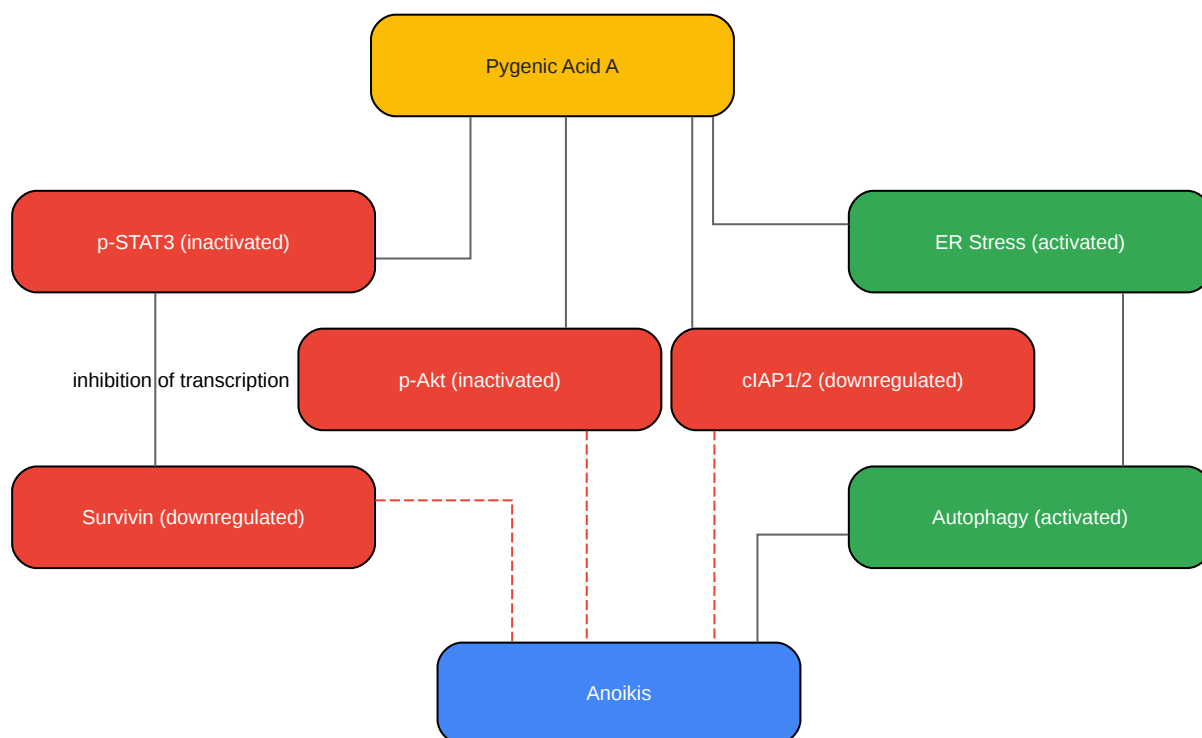 Pygenic Acid A
p-STAT3 (inactivated)
ER Stress (activated)
inhibition of transcription
p-Akt (inactivated)
cIAP1/2 (downregulated)
Survivin (downregulated)
Autophagy (activated)
Anoikis